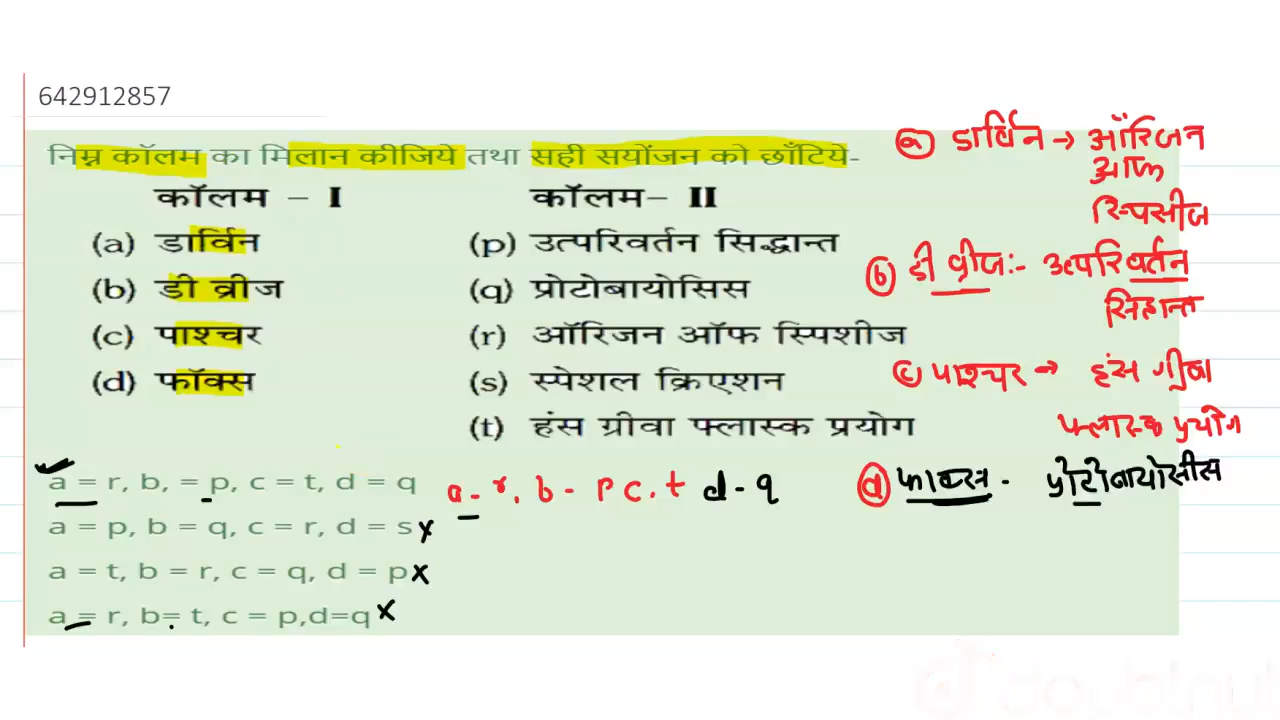 642912857
निम्न कॉलम का मिलान कीजिये तथा सही सयोंजन को छाँटिये-
कॉलम – I कॉलम– II
(a) डार्विन (p) उत्परिवर्तन सिद्धान्त
(b) डी व्रीज (q) प्रोटोबायोसिस
(c) पाश्चर (r) ऑरिजन ऑफ स्पिशीज
(d) फॉक्स (s) स्पेशल क्रिएशन
(t) हंस ग्रीवा फ्लास्क प्रयोग
a = r, b, = p, c = t, d = q
a = p, b = q, c = r, d = s x
a = t, b = r, c = q, d = p x
a = r, b= t, c = p,d=q x
a - r, b - p c. t d - q
(a) डार्विन → ऑरिजन
आफ
स्पिसीज
(b) डी व्रीज :- उत्परिवर्तन
सिद्धान्त
(c) पाश्चर → हंस ग्रीवा
फ्लास्क प्रयोग
(d) फाक्स - प्रोटोबायोसीस
doubtnut